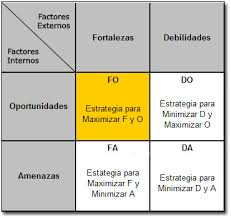 Factores
Externos
Factores
Internos
Fortalezas
Debilidades
Oportunidades
FO
Estrategia para
Maximizar F y O
DO
Estrategia para
Minimizar D y
Maximizar O
Amenazas
FA
Estrategia para
Maximizar F y
Minimizar A
DA
Estrategia para
Minimizar D y A